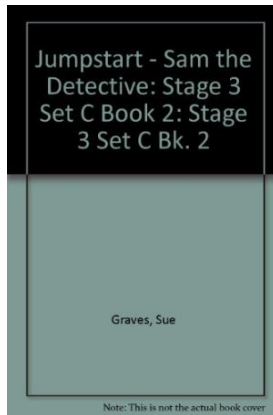 Jumpstart - Sam the
Detective: Stage 3
Set C Book 2: Stage
3 Set C Bk. 2
Graves, Sue
Note: This is not the actual book cover